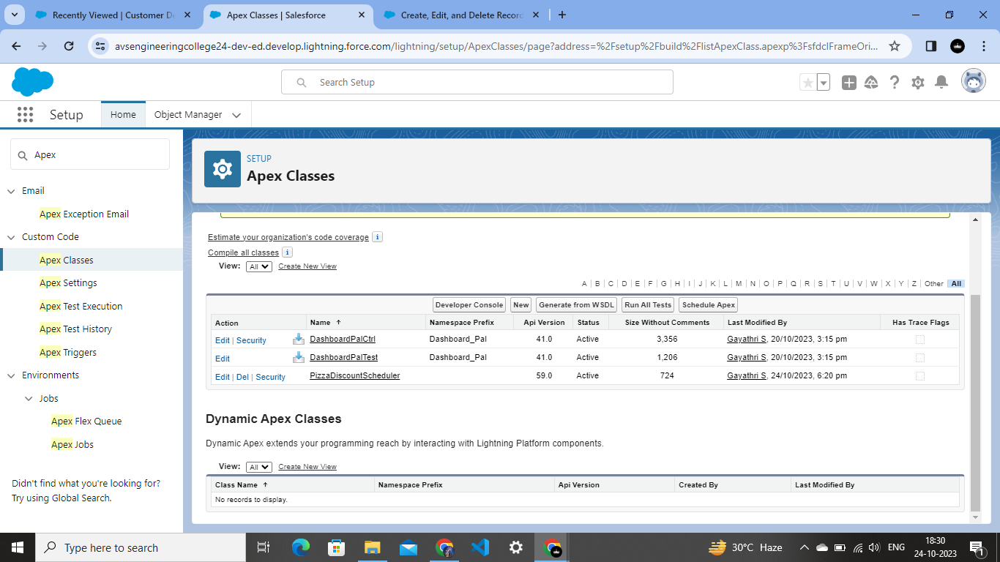 Recently Viewed | Customer De
Apex Classes | Salesforce
Create, Edit, and Delete Record
avsengineeringcollege24-dev-ed.develop.lightning.force.com/lightning/setup/ApexClasses/page?address=%2Fsetup%2Fbuild%2FlistApexClass.apexp%3FsfdcIFrameOri...
Search Setup
Setup
Home
Object Manager
Apex
Email
Apex Exception Email
Custom Code
Apex Classes
Apex Settings
Apex Test Execution
Apex Test History
Apex Triggers
Environments
Jobs
Apex Flex Queue
Apex Jobs
Didn't find what you're looking for?
Try using Global Search.
SETUP
Apex Classes
Estimate your organization's code coverage i
Compile all classes i
View: All Create New View
A | B | C | D | E | F | G | H | I | J | K | L | M | N | O | P | Q | R | S | T | U | V | W | X | Y | Z | Other All
Developer Console New Generate from WSDL Run All Tests Schedule Apex
Action Name ↑ Namespace Prefix Api Version Status Size Without Comments Last Modified By Has Trace Flags
Edit | Security DashboardPalCtrl Dashboard_Pal 41.0 Active 3,356 Gayathri S, 20/10/2023, 3:15 pm
Edit DashboardPalTest Dashboard_Pal 41.0 Active 1,206 Gayathri S, 20/10/2023, 3:15 pm
Edit | Del | Security PizzaDiscountScheduler 59.0 Active 724 Gayathri S, 24/10/2023, 6:20 pm
Dynamic Apex Classes
Dynamic Apex extends your programming reach by interacting with Lightning Platform components.
View: All Create New View
Class Name ↑ Namespace Prefix Api Version Created By Last Modified By
No records to display.
Type here to search
30°C Haze
ENG
18:30
24-10-2023
1